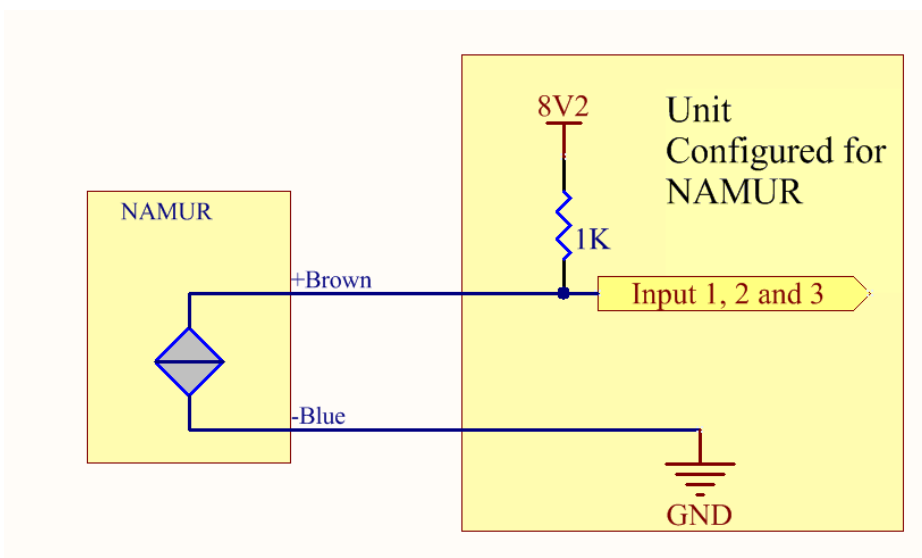 8V2
Unit
Configured for
NAMUR
NAMUR
1K
+Brown
Input 1, 2 and 3
-Blue
GND